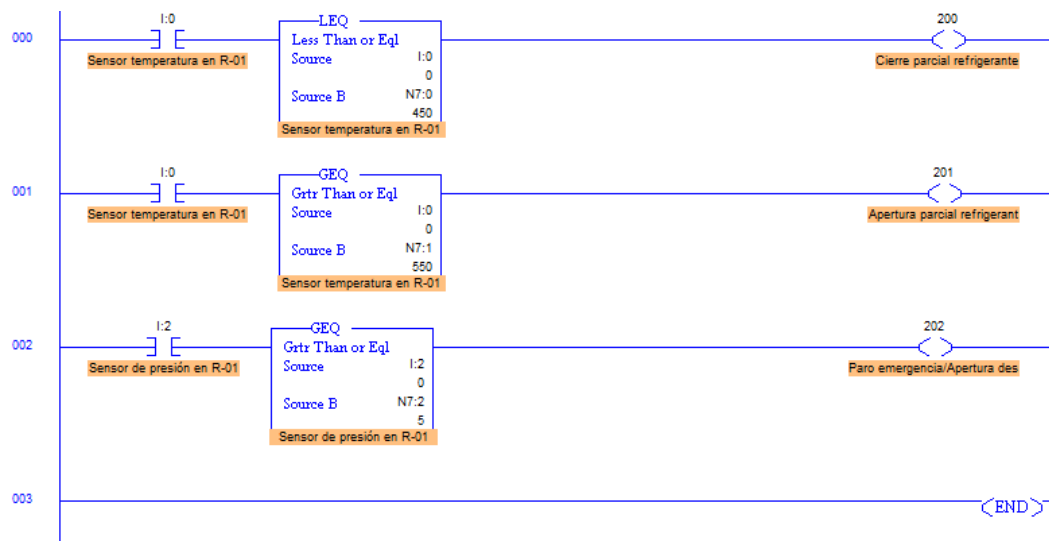 I:0
LEQ
200
000
Less Than or Eql
Sensor temperatura en R-01
Source I:0
0
Cierre parcial refrigerante
Source B N7:0
450
Sensor temperatura en R-01
I:0
GEQ
201
001
Grtr Than or Eql
Sensor temperatura en R-01
Source I:0
0
Apertura parcial refrigerant
Source B N7:1
550
Sensor temperatura en R-01
I:2
GEQ
202
002
Grtr Than or Eql
Sensor de presión en R-01
Source I:2
0
Paro emergencia/Apertura des
Source B N7:2
5
Sensor de presión en R-01
003
END